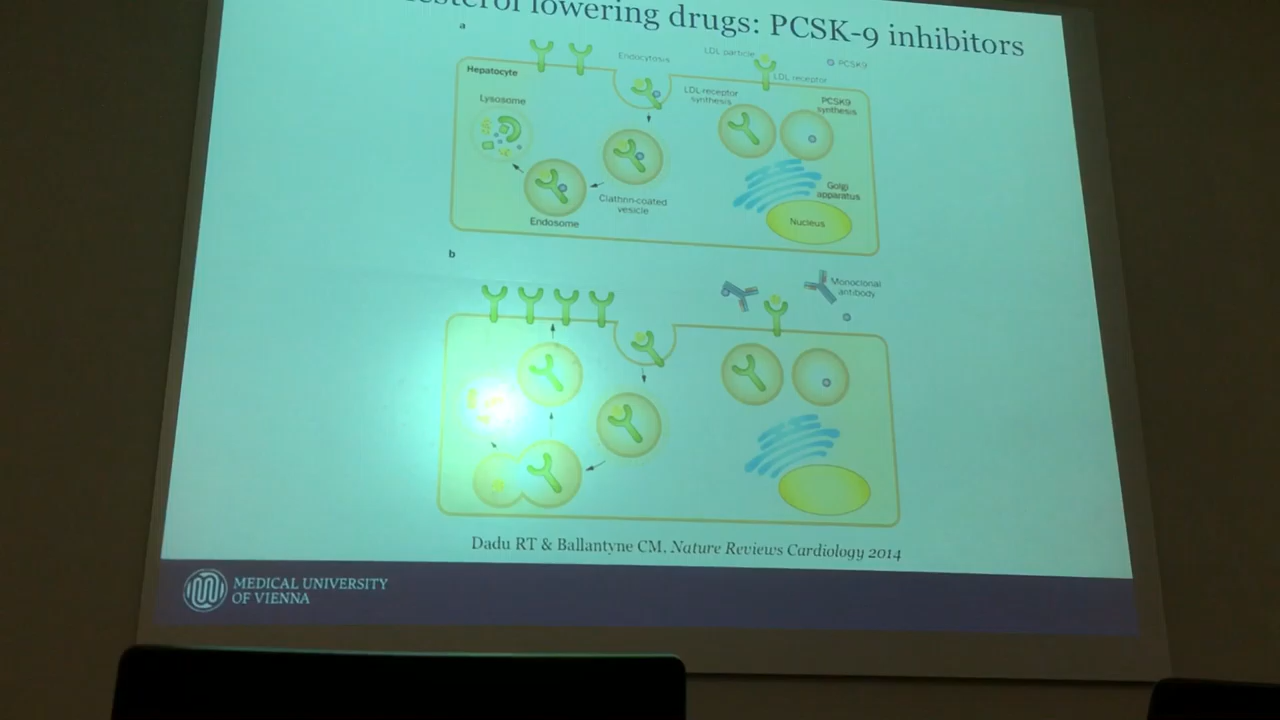 lowering drugs: PCSK-9 inhibitors
a
Endocytosis
LDL particle
PCSK9
Hepatocyte
LDL receptor
Lysosome
LDL receptor
synthesis
PCSK9
synthesis
Golgi
apparatus
Clathrin-coated
vesicle
Endosome
Nucleus
b
Monoclonal
antibody
Dadu RT & Ballantyne CM. Nature Reviews Cardiology 2014
MEDICAL UNIVERSITY
OF VIENNA